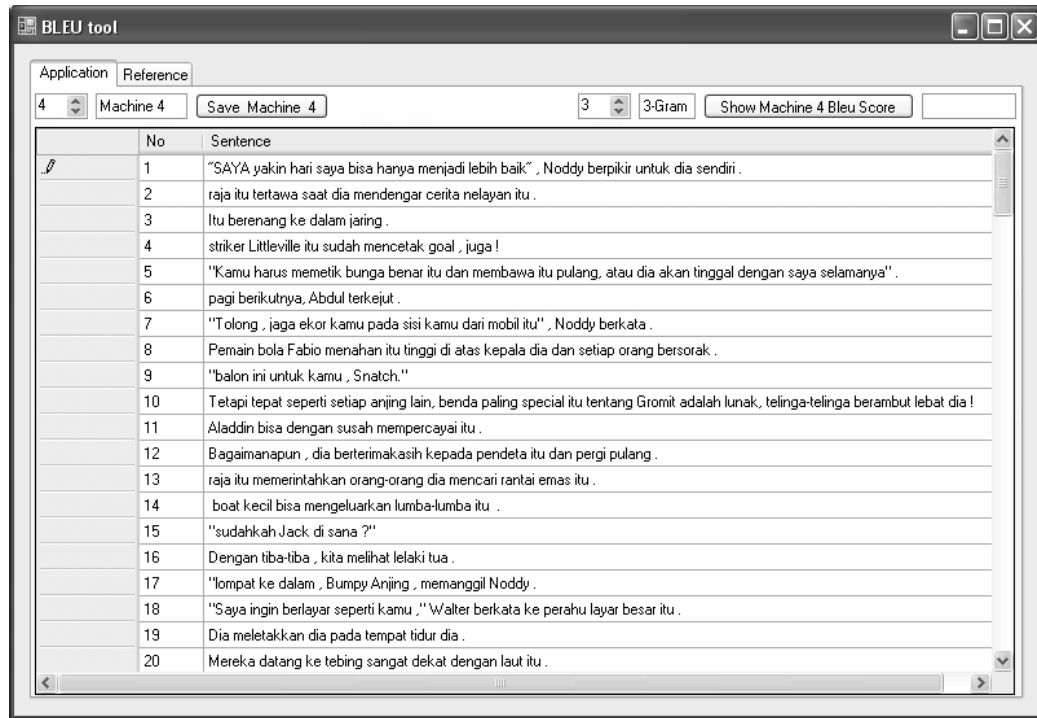 BLEU tool
Application Reference
4 Machine 4 Save Machine 4 3 3-Gram Show Machine 4 Bleu Score
No Sentence
1 "SAYA yakin hari saya bisa hanya menjadi lebih baik" , Noddy berpikir untuk dia sendiri .
2 raja itu tertawa saat dia mendengar cerita nelayan itu .
3 Itu berenang ke dalam jaring .
4 striker Littleville itu sudah mencetak goal , juga !
5 "Kamu harus memetik bunga benar itu dan membawa itu pulang, atau dia akan tinggal dengan saya selamanya" .
6 pagi berikutnya, Abdul terkejut .
7 "Tolong , jaga ekor kamu pada sisi kamu dari mobil itu" , Noddy berkata .
8 Pemain bola Fabio menahan itu tinggi di atas kepala dia dan setiap orang bersorak .
9 "balon ini untuk kamu , Snatch."
10 Tetapi tepat seperti setiap anjing lain, benda paling special itu tentang Gromit adalah lunak, telinga-telinga berambut lebat dia !
11 Aladdin bisa dengan susah mempercayai itu .
12 Bagaimanapun , dia berterimakasih kepada pendeta itu dan pergi pulang .
13 raja itu memerintahkan orang-orang dia mencari rantai emas itu .
14 boat kecil bisa mengeluarkan lumba-lumba itu .
15 "sudahkah Jack di sana ?"
16 Dengan tiba-tiba , kita melihat lelaki tua .
17 "lompat ke dalam , Bumpy Anjing , memanggil Noddy .
18 "Saya ingin berlayar seperti kamu ," Walter berkata ke perahu layar besar itu .
19 Dia meletakkan dia pada tempat tidur dia .
20 Mereka datang ke tebing sangat dekat dengan laut itu .